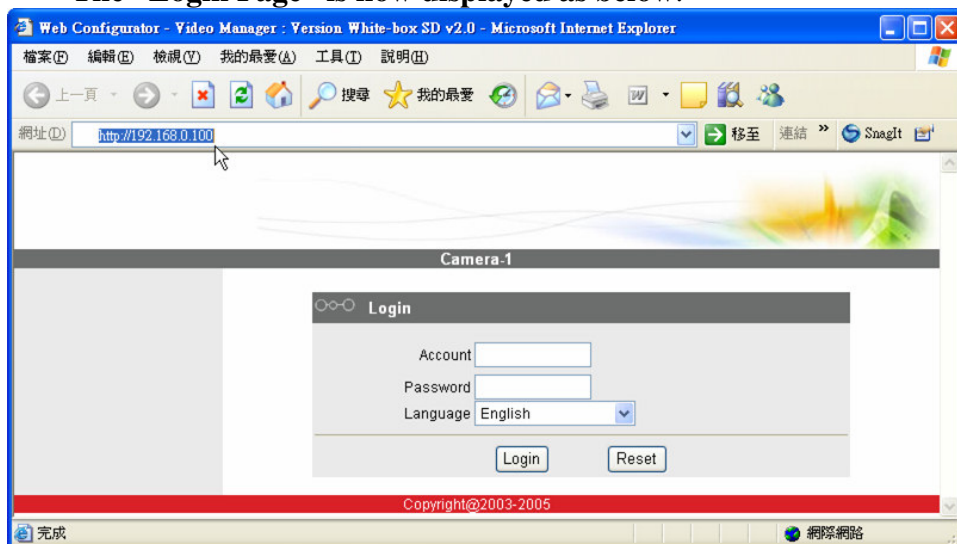 The "Login Page" is now displayed as below:
Web Configurator - Video Manager : Version White-box SD v2.0 - Microsoft Internet Explorer
檔案(F) 編輯(E) 檢視(V) 我的最愛(A) 工具(T) 說明(H)
上一頁 搜尋 我的最愛
網址(D) http://192.168.0.100 移至 連結 » SnagIt
Camera-1
Login
Account
Password
Language English
Login Reset
Copyright@2003-2005
完成 網際網路